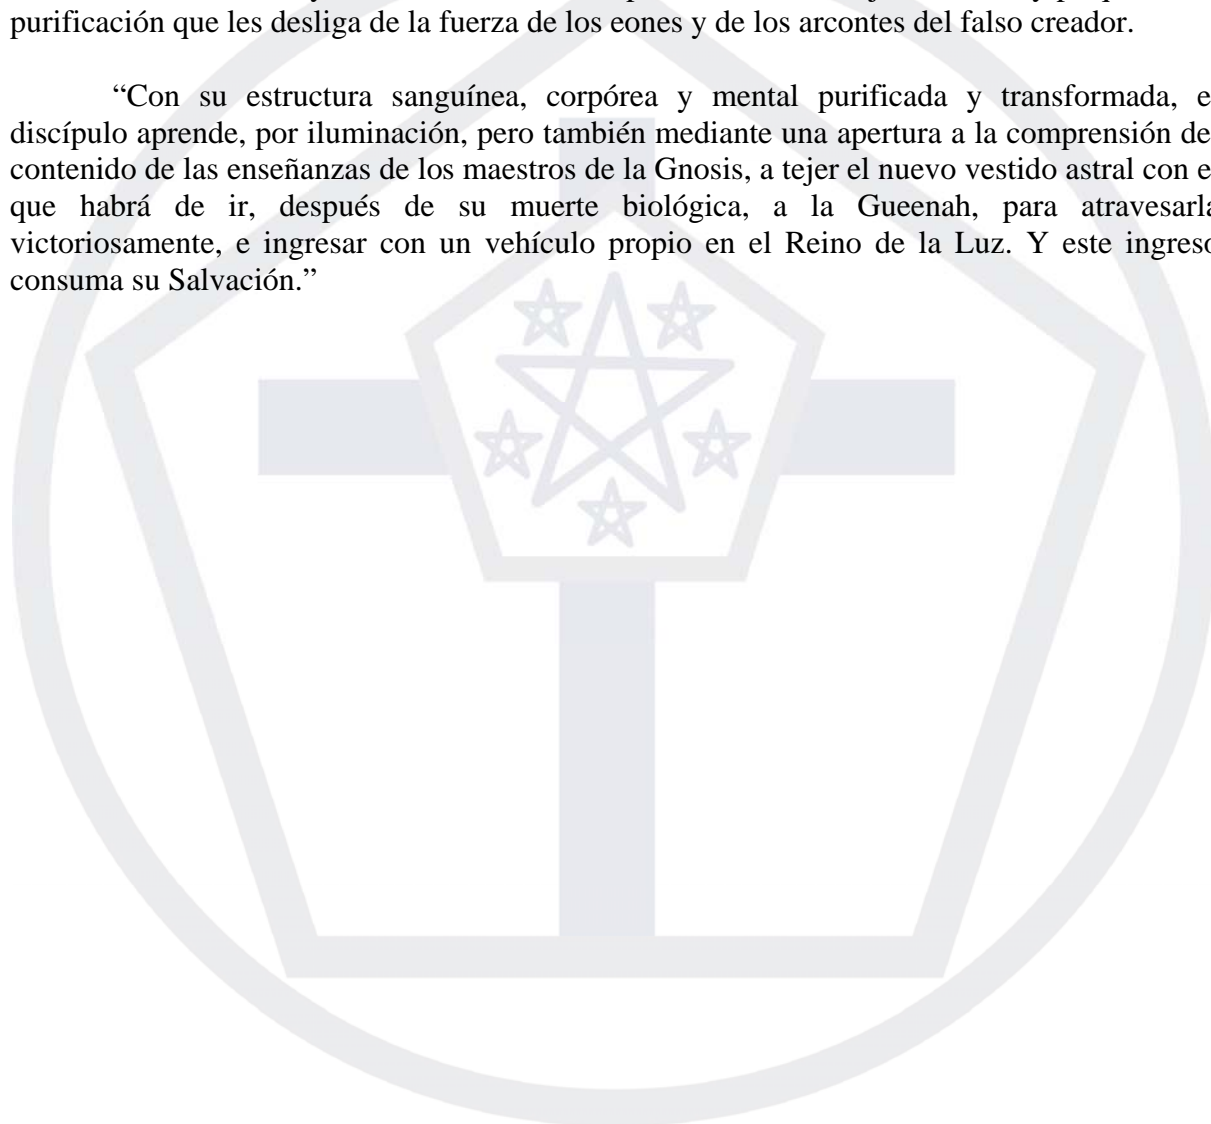 purificación que les desliga de la fuerza de los eones y de los arcontes del falso creador.
“Con su estructura sanguínea, corpórea y mental purificada y transformada, e
discípulo aprende, por iluminación, pero también mediante una apertura a la comprensión de
contenido de las enseñanzas de los maestros de la Gnosis, a tejer el nuevo vestido astral con e
que habrá de ir, después de su muerte biológica, a la Gueenah, para atravesarla
victoriosamente, e ingresar con un vehículo propio en el Reino de la Luz. Y este ingreso
consuma su Salvación.”